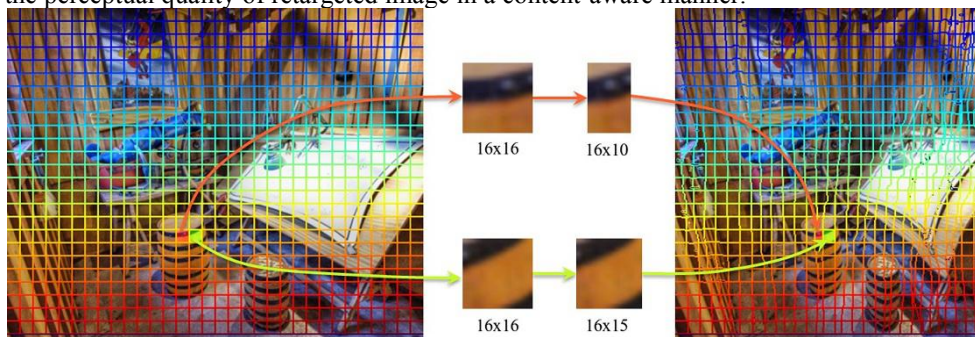 the perceptual quality of retargeted image in a content-aware manner.
16x16
16x10
16x16
16x15